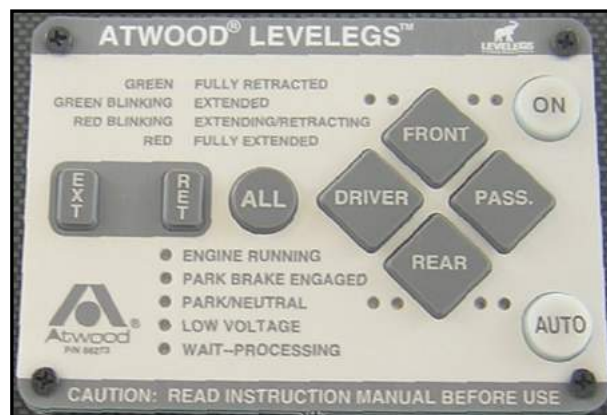 ATWOOD® LEVELEGS™
LEVELEGS
GREEN FULLY RETRACTED
GREEN BLINKING EXTENDED
RED BLINKING EXTENDING/RETRACTING
RED FULLY EXTENDED
ON
FRONT
EXT
RET
ALL
DRIVER
PASS.
REAR
ENGINE RUNNING
PARK BRAKE ENGAGED
PARK/NEUTRAL
LOW VOLTAGE
WAIT--PROCESSING
AUTO
Atwood®
P/N 66273
CAUTION: READ INSTRUCTION MANUAL BEFORE USE